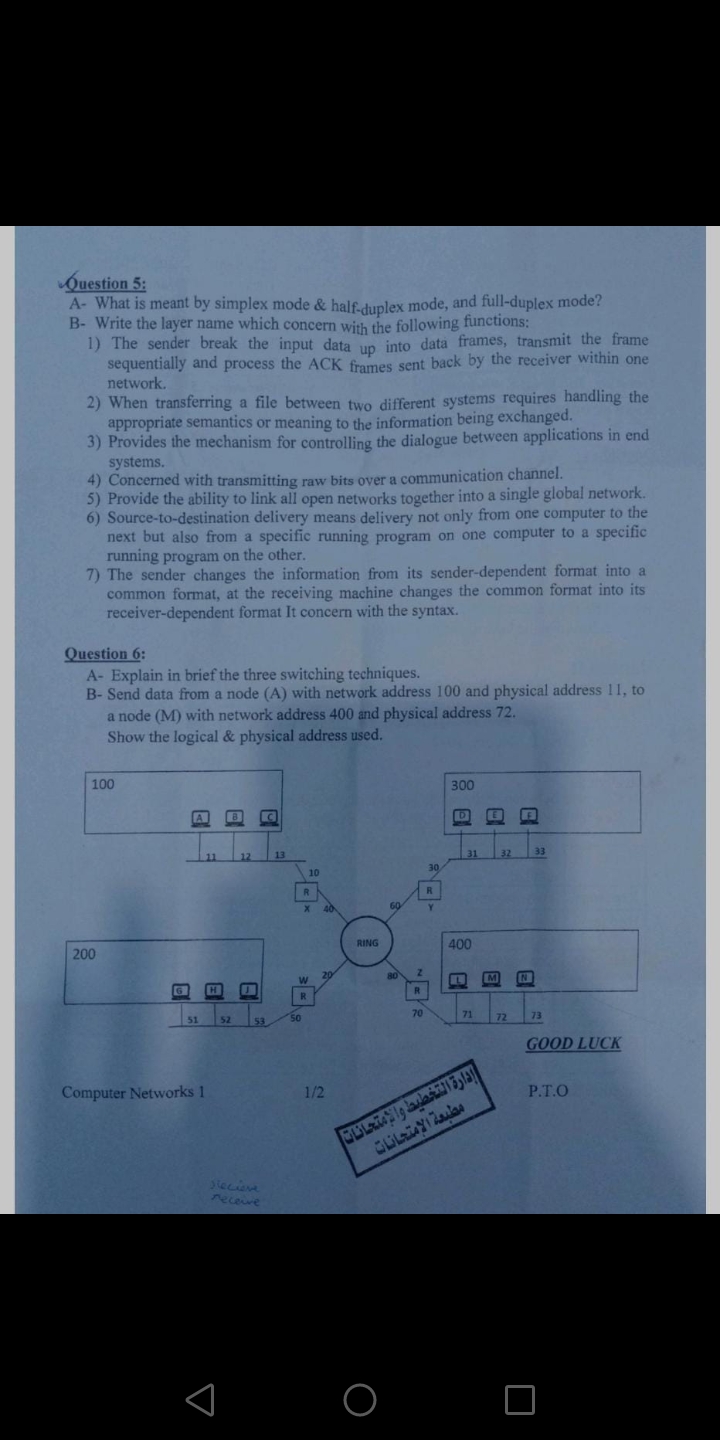 Question 5:
A- What is meant by simplex mode & half-duplex mode, and full-duplex mode?
B- Write the layer name which concern with the following functions:
1) The sender break the input data up into data frames, transmit the frame
sequentially and process the ACK frames sent back by the receiver within one
network.
2) When transferring a file between two different systems requires handling the
appropriate semantics or meaning to the information being exchanged.
3) Provides the mechanism for controlling the dialogue between applications in end
systems.
4) Concerned with transmitting raw bits over a communication channel.
5) Provide the ability to link all open networks together into a single global network.
6) Source-to-destination delivery means delivery not only from one computer to the
next but also from a specific running program on one computer to a specific
running program on the other.
7) The sender changes the information from its sender-dependent format into a
common format, at the receiving machine changes the common format into its
receiver-dependent format It concern with the syntax.
Question 6:
A- Explain in brief the three switching techniques.
B- Send data from a node (A) with network address 100 and physical address 11, to
a node (M) with network address 400 and physical address 72.
Show the logical & physical address used.
100
A B C
11 12 13
10
R
X 40
300
D E F
31 32 33
30
R
60 Y
RING
200
G H J
51 52 53
W 20
R
50
400
L M N
71 72 73
80 Z
R
70
GOOD LUCK
Computer Networks 1 1/2 P.T.O
إدارة التخطيط والإمتحانات
مطبعة الإمتحانات
receive